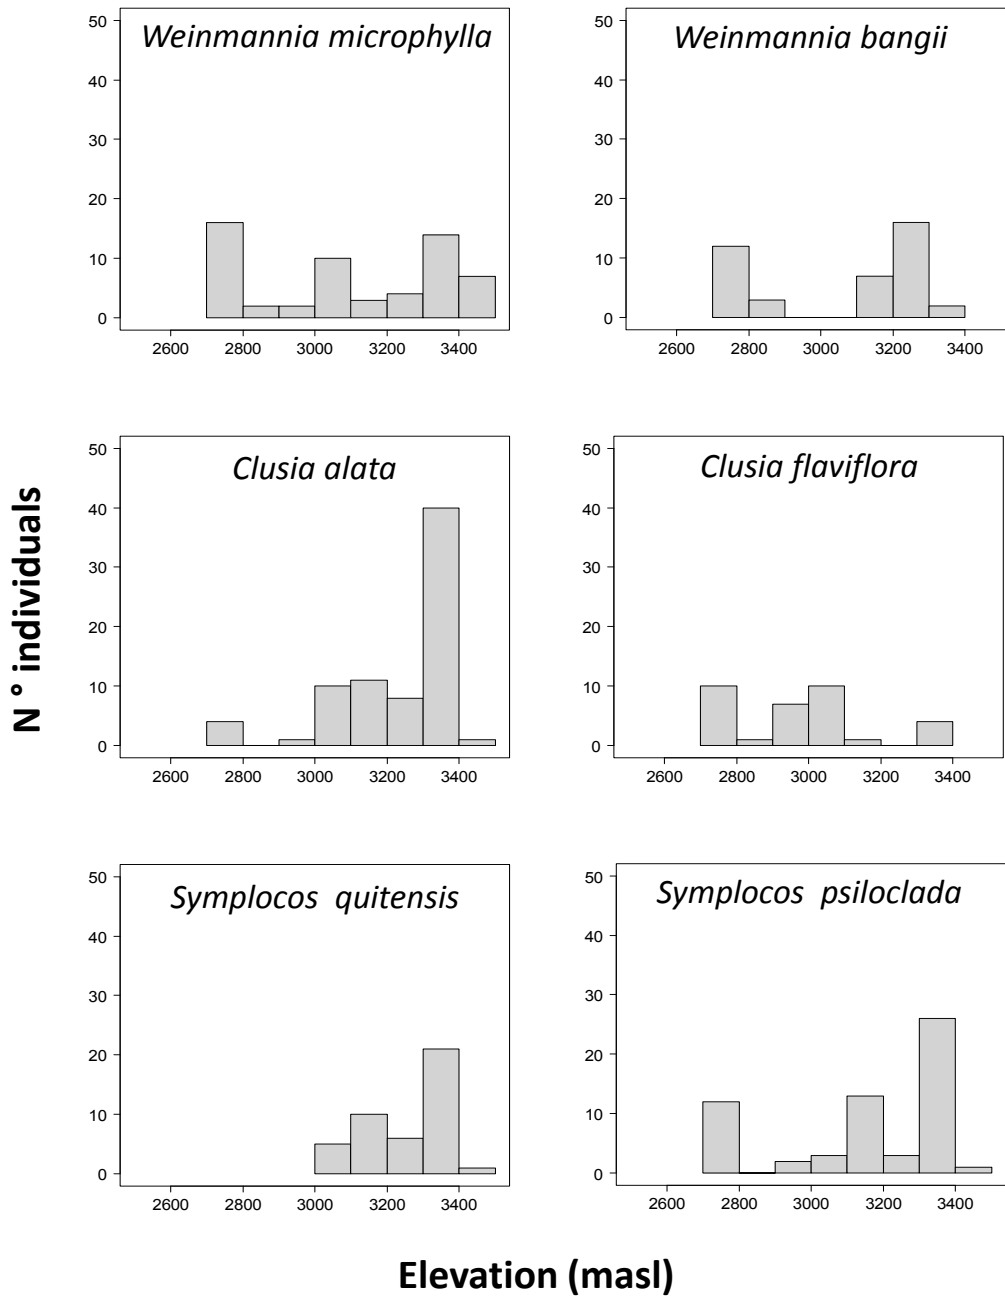 Weinmannia microphylla
50
40
30
20
10
0
2600 2800 3000 3200 3400
Weinmannia bangii
50
40
30
20
10
0
2600 2800 3000 3200 3400
Clusia alata
50
40
30
20
10
0
2600 2800 3000 3200 3400
Clusia flaviflora
50
40
30
20
10
0
2600 2800 3000 3200 3400
Symplocos quitensis
50
40
30
20
10
0
2600 2800 3000 3200 3400
Symplocos psiloclada
50
40
30
20
10
0
2600 2800 3000 3200 3400
N ° individuals
Elevation (masl)